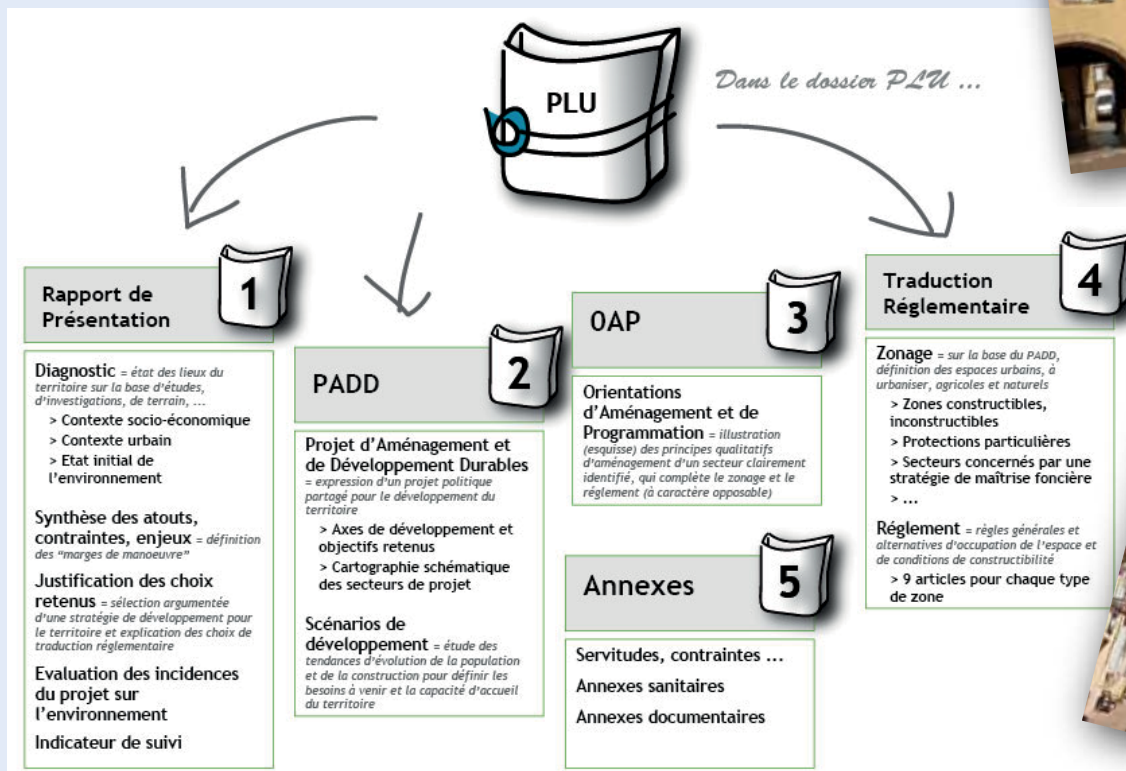 PLU
Dans le dossier PLU ...
1
Rapport de
Présentation
Diagnostic = état des lieux du
territoire sur la base d'études,
d'investigations, de terrain, ...
> Contexte socio-économique
> Contexte urbain
> Etat initial de
l'environnement
Synthèse des atouts,
contraintes, enjeux = définition
des "marges de manoeuvre"
Justification des choix
retenus = sélection argumentée
d'une stratégie de développement pour
le territoire et explication des choix de
traduction réglementaire
Evaluation des incidences
du projet sur
l'environnement
Indicateur de suivi
2
PADD
Projet d'Aménagement et
de Développement Durables
= expression d'un projet politique
partagé pour le développement du
territoire
> Axes de développement et
objectifs retenus
> Cartographie schématique
des secteurs de projet
Scénarios de
développement = étude des
tendances d'évolution de la population
et de la construction pour définir les
besoins à venir et la capacité d'accueil
du territoire
3
OAP
Orientations
d'Aménagement et de
Programmation = illustration
(esquisse) des principes qualitatifs
d'aménagement d'un secteur clairement
identifié, qui complète le zonage et le
réglement (à caractère opposable)
4
Traduction
Réglementaire
Zonage = sur la base du PADD,
définition des espaces urbains, à
urbaniser, agricoles et naturels
> Zones constructibles,
inconstructibles
> Protections particulières
> Secteurs concernés par une
stratégie de maîtrise foncière
> ...
Réglement = règles générales et
alternatives d'occupation de l'espace et
de conditions de constructibilité
> 9 articles pour chaque type
de zone
5
Annexes
Servitudes, contraintes ...
Annexes sanitaires
Annexes documentaires